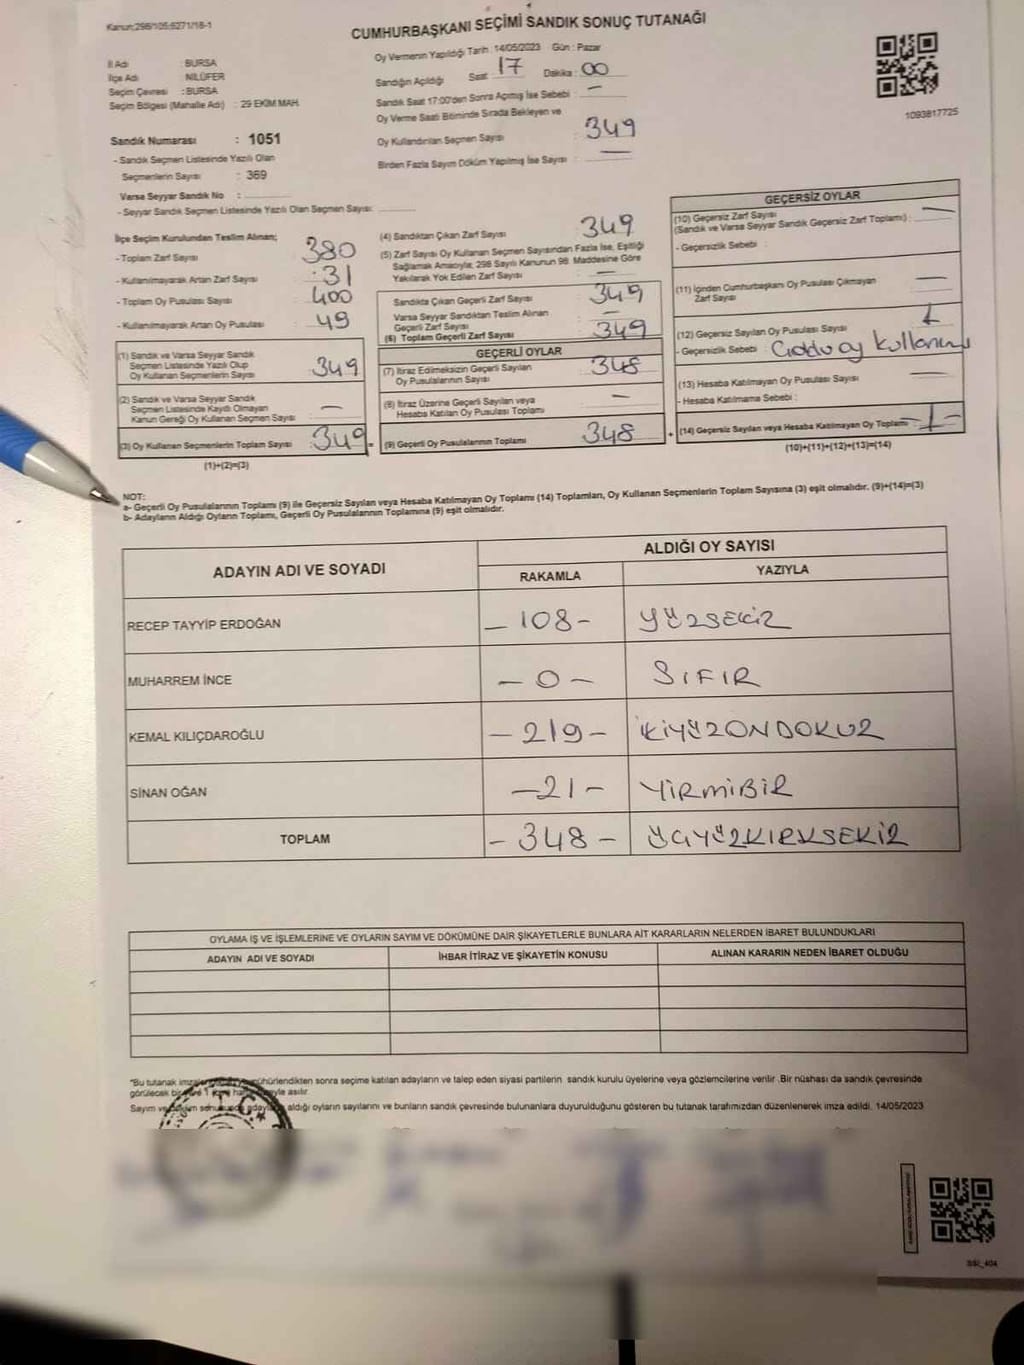 Kanun:298/105;6271/18-1
CUMHURBAŞKANI SEÇİMİ SANDIK SONUÇ TUTANAĞI
İl Adı : BURSA
İlçe Adı : NİLÜFER
Seçim Çevresi : BURSA
Seçim Bölgesi (Mahalle Adı) : 29 EKİM MAH.
Sandık Numarası : 1051
- Sandık Seçmen Listesinde Yazılı Olan
Seçmenlerin Sayısı : 369
Varsa Seyyar Sandık No :
- Seyyar Sandık Seçmen Listesinde Yazılı Olan Seçmen Sayısı:
Oy Vermenin Yapıldığı Tarih : 14/05/2023 Gün : Pazar
Sandığın Açıldığı Saat : 17 Dakika : 00
Sandık Saat 17:00'den Sonra Açımış İse Sebebi : —
Oy Verme Saati Bitiminde Sırada Bekleyen ve
Oy Kullandırılan Seçmen Sayısı : 349
Birden Fazla Sayım Döküm Yapılmış İse Sayısı : —
1093817725
İlçe Seçim Kurulundan Teslim Alınan;
- Toplam Zarf Sayısı : 380
- Kullanılmayarak Artan Zarf Sayısı : 31
- Toplam Oy Pusulası Sayısı : 400
- Kullanılmayarak Artan Oy Pusulası : 49
(1) Sandık ve Varsa Seyyar Sandık
Seçmen Listesinde Yazılı Olup
Oy Kullanan Seçmenlerin Sayısı : 349
(2) Sandık ve Varsa Seyyar Sandık
Seçmen Listesinde Kayıtlı Olmayan
Kanun Gereği Oy Kullanan Seçmen Sayısı : —
(3) Oy Kullanan Seçmenlerin Toplam Sayısı : 349 =
(1)+(2)=(3)
(4) Sandıktan Çıkan Zarf Sayısı : 349
(5) Zarf Sayısı Oy Kullanan Seçmen Sayısından Fazla İse, Eşitliği
Sağlamak Amacıyla, 298 Sayılı Kanunun 98. Maddesine Göre
Yakılarak Yok Edilen Zarf Sayısı : —
Sandıkta Çıkan Geçerli Zarf Sayısı : 349
Varsa Seyyar Sandıktan Teslim Alınan
Geçerli Zarf Sayısı : —
(6) Toplam Geçerli Zarf Sayısı : 349
GEÇERLİ OYLAR
(7) İtiraz Edilmeksizin Geçerli Sayılan
Oy Pusulalarının Sayısı : 348
(8) İtiraz Üzerine Geçerli Sayılan veya
Hesaba Katılan Oy Pusulası Toplamı : —
(9) Geçerli Oy Pusulalarının Toplamı : 348 +
GEÇERSİZ OYLAR
(10) Geçersiz Zarf Sayısı
(Sandık ve Varsa Seyyar Sandık Geçersiz Zarf Toplamı) : —
- Geçersizlik Sebebi :
(11) İçinden Cumhurbaşkanı Oy Pusulası Çıkmayan
Zarf Sayısı : —
(12) Geçersiz Sayılan Oy Pusulası Sayısı : 1
- Geçersizlik Sebebi : oy kullanımı
(13) Hesaba Katılmayan Oy Pusulası Sayısı : —
- Hesaba Katılmama Sebebi :
(14) Geçersiz Sayılan veya Hesaba Katılmayan Oy Toplamı : -1-
(10)+(11)+(12)+(13)=(14)
NOT:
a- Geçerli Oy Pusulalarının Toplamı (9) ile Geçersiz Sayılan veya Hesaba Katılmayan Oy Toplamı (14) Toplamları, Oy Kullanan Seçmenlerin Toplam Sayısına (3) eşit olmalıdır. (9)+(14)=(3)
b- Adayların Aldığı Oyların Toplamı, Geçerli Oy Pusulalarının Toplamına (9) eşit olmalıdır.
ADAYIN ADI VE SOYADI
ALDIĞI OY SAYISI
RAKAMLA YAZIYLA
RECEP TAYYİP ERDOĞAN -108- YÜZSEKİZ
MUHARREM İNCE -0- SIFIR
KEMAL KILIÇDAROĞLU -219- İKİYÜZONDOKUZ
SİNAN OĞAN -21- YİRMİBİR
TOPLAM -348- ÜÇYÜZKIRKSEKİZ
OYLAMA İŞ VE İŞLEMLERİNE VE OYLARIN SAYIM VE DÖKÜMÜNE DAİR ŞİKAYETLERLE BUNLARA AİT KARARLARIN NELERDEN İBARET BULUNDUKLARI
ADAYIN ADI VE SOYADI İHBAR İTİRAZ VE ŞİKAYETİN KONUSU ALINAN KARARIN NEDEN İBARET OLDUĞU
*Bu tutanak mühürlendikten sonra seçime katılan adayların ve talep eden siyasi partilerin sandık kurulu üyelerine veya gözlemcilerine verilir .Bir nüshası da sandık çevresinde
görülecek bir asılır.
Sayım ve adayların aldığı oyların sayılarını ve bunların sandık çevresinde bulunanlara duyurulduğunu gösteren bu tutanak tarafımızdan düzenlenerek imza edildi. 14/05/2023
T.C.
SSI_404